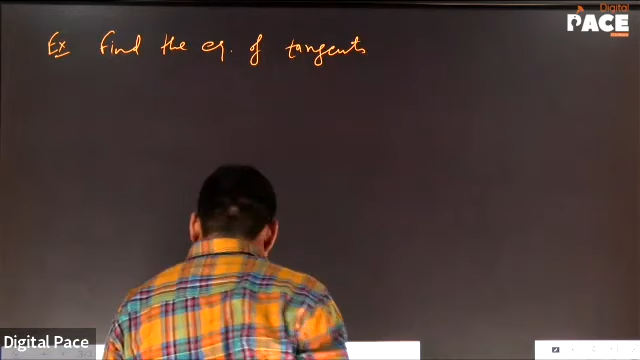 Digital
PACE
Ex Find the eq. of tangents
Digital Pace